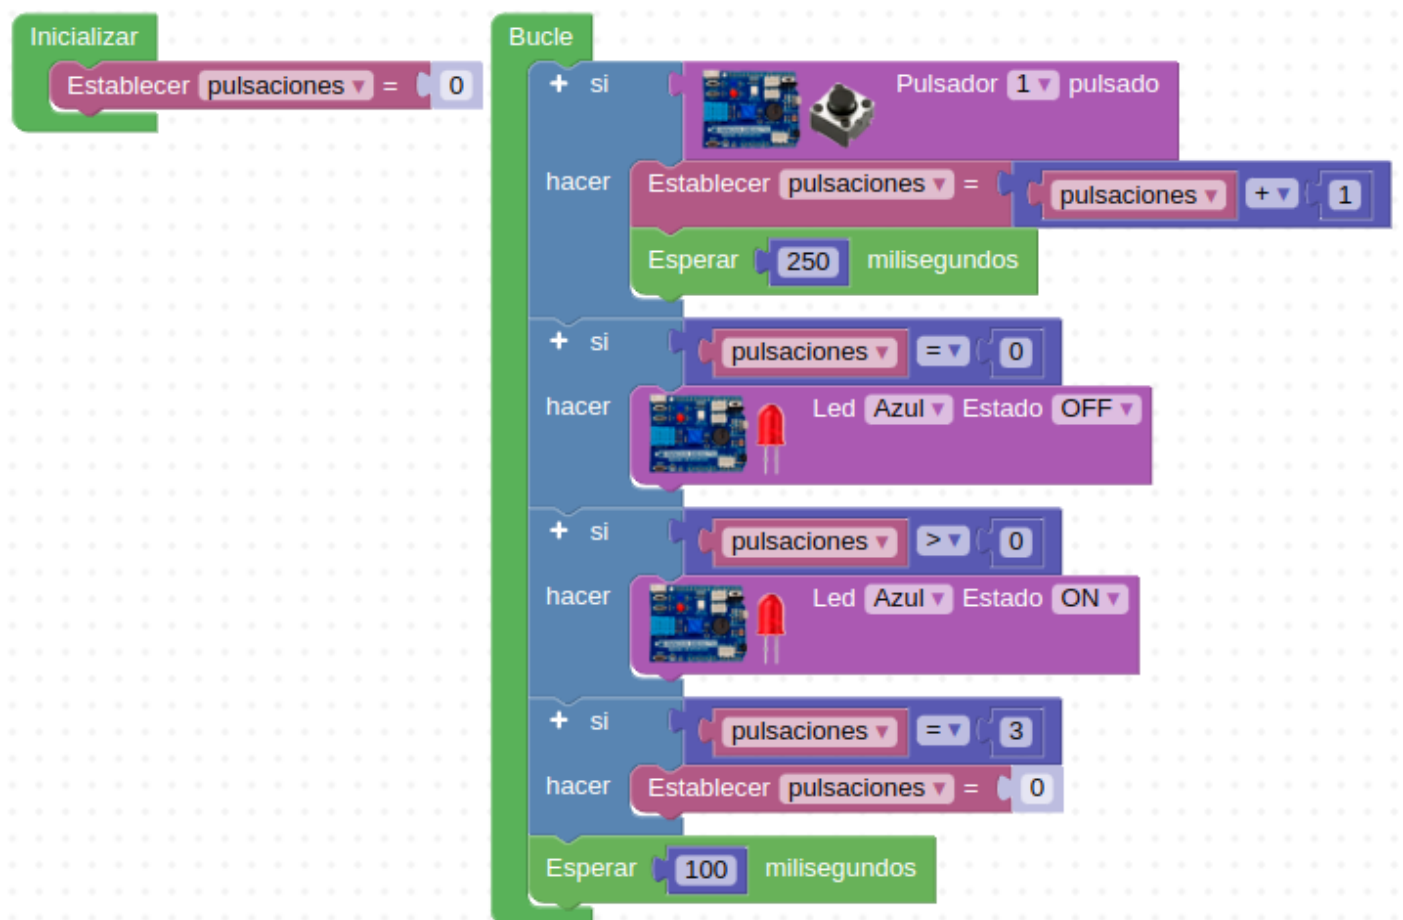 Inicializar
Establecer pulsaciones = 0
Bucle
+ si Pulsador 1 pulsado
hacer Establecer pulsaciones = pulsaciones + 1
Esperar 250 milisegundos
+ si pulsaciones = 0
hacer Led Azul Estado OFF
+ si pulsaciones > 0
hacer Led Azul Estado ON
+ si pulsaciones = 3
hacer Establecer pulsaciones = 0
Esperar 100 milisegundos